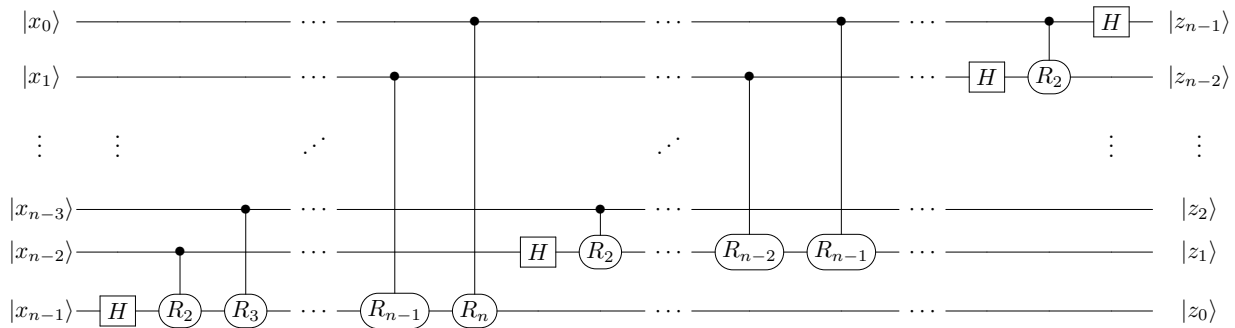 |x₀⟩ ··· ··· ··· H |zₙ₋₁⟩
|x₁⟩ ··· ··· ··· H R₂ |zₙ₋₂⟩
⋮ ⋮ ⋰ ⋰ ⋮ ⋮
|xₙ₋₃⟩ ··· ··· ··· |z₂⟩
|xₙ₋₂⟩ ··· H R₂ ··· Rₙ₋₂ Rₙ₋₁ ··· |z₁⟩
|xₙ₋₁⟩ H R₂ R₃ ··· Rₙ₋₁ Rₙ ··· ··· |z₀⟩